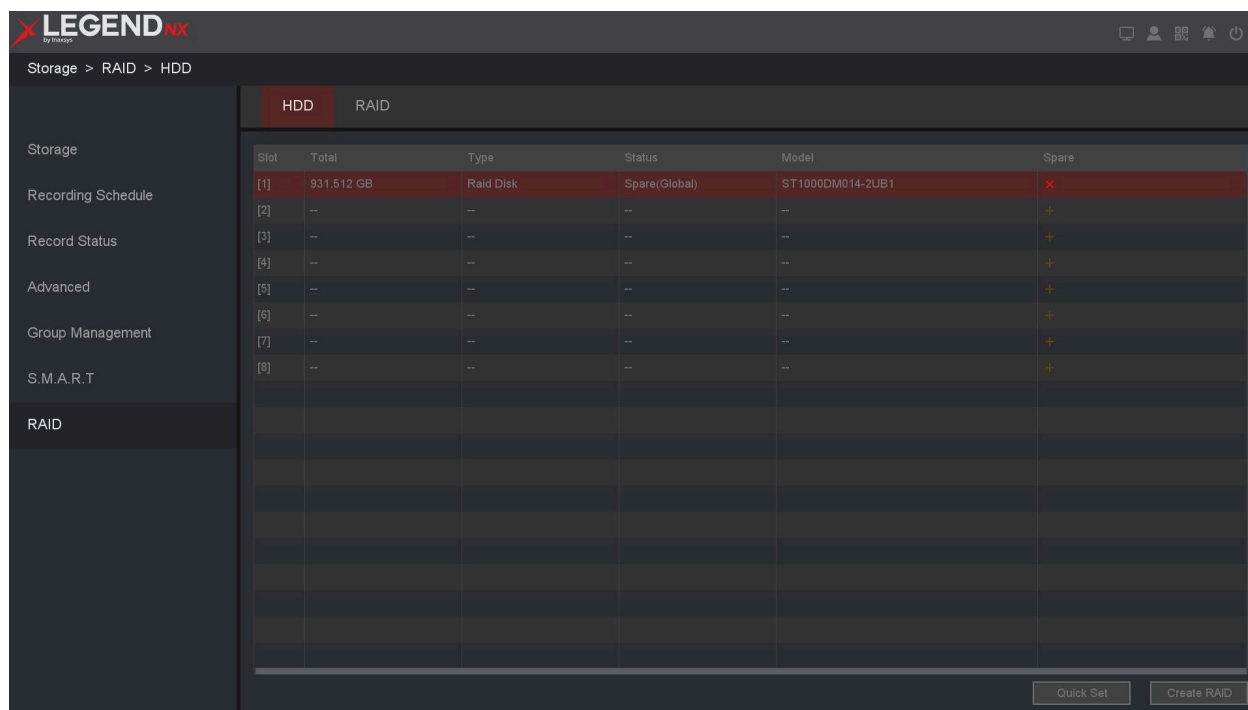 LEGEND NX
by Inaxsys
Storage > RAID > HDD
HDD RAID
Storage
Recording Schedule
Record Status
Advanced
Group Management
S.M.A.R.T
RAID
Slot Total Type Status Model Spare
[1] 931.512 GB Raid Disk Spare(Global) ST1000DM014-2UB1 ×
[2] -- -- -- -- +
[3] -- -- -- -- +
[4] -- -- -- -- +
[5] -- -- -- -- +
[6] -- -- -- -- +
[7] -- -- -- -- +
[8] -- -- -- -- +
Quick Set Create RAID